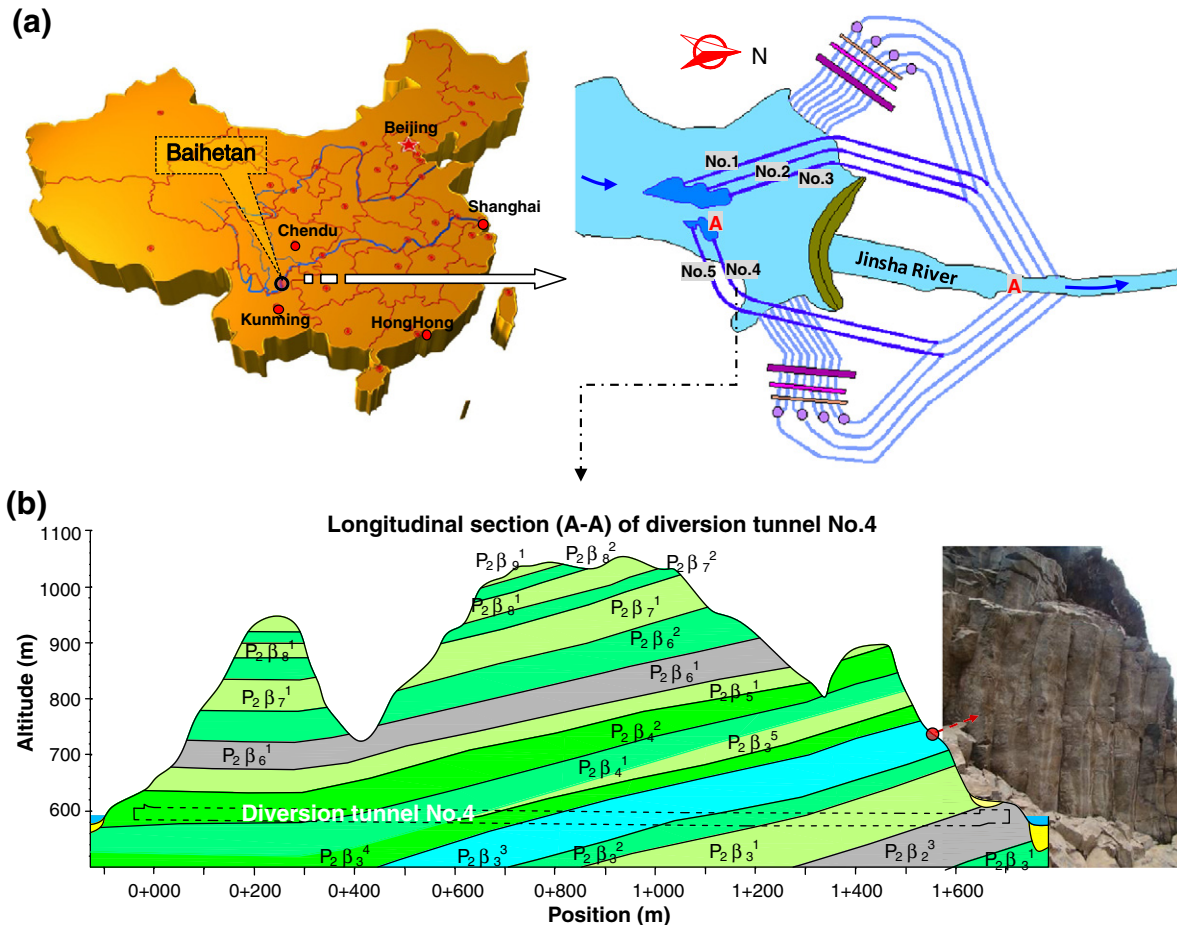 (a)
N
Beijing
Baihetan
Shanghai
Chendu
Kunming
HongHong
No.1
No.2
No.3
A
No.5
No.4
Jinsha River
A
(b)
Longitudinal section (A-A) of diversion tunnel No.4
Altitude (m)
1100
1000
900
800
700
600
P₂β₉¹
P₂β₈²
P₂β₇²
P₂β₈¹
P₂β₇¹
P₂β₆²
P₂β₈¹
P₂β₆¹
P₂β₇¹
P₂β₅¹
P₂β₄²
P₂β₃⁵
P₂β₆¹
P₂β₄¹
Diversion tunnel No.4
P₂β₃⁴
P₂β₃³
P₂β₃²
P₂β₃¹
P₂β₂³
P₂β₃¹
0+000
0+200
0+400
0+600
0+800
1+000
1+200
1+400
1+600
Position (m)